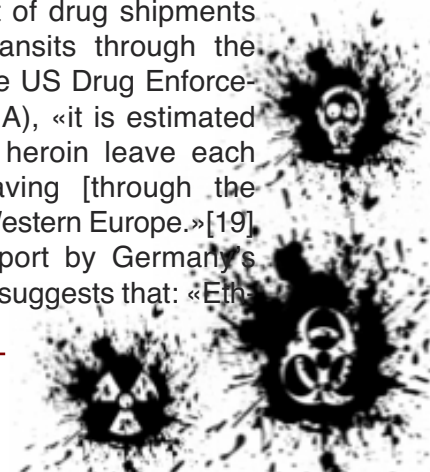 of drug shipments
ansits through the
e US Drug Enforce-
A), «it is estimated
heroin leave each
aving [through the
estern Europe.»[19]
port by Germany's
suggests that: «Eth-